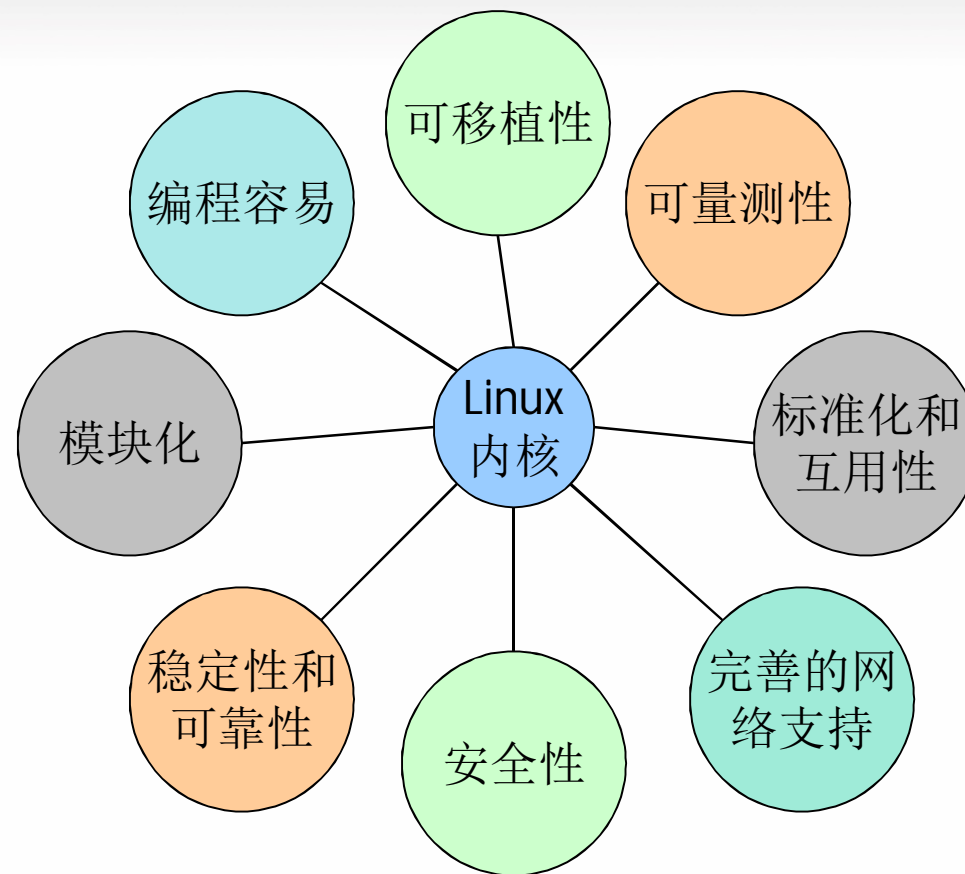 可移植性
编程容易
可量测性
Linux
内核
模块化
标准化和
互用性
稳定性和
可靠性
完善的网
络支持
安全性